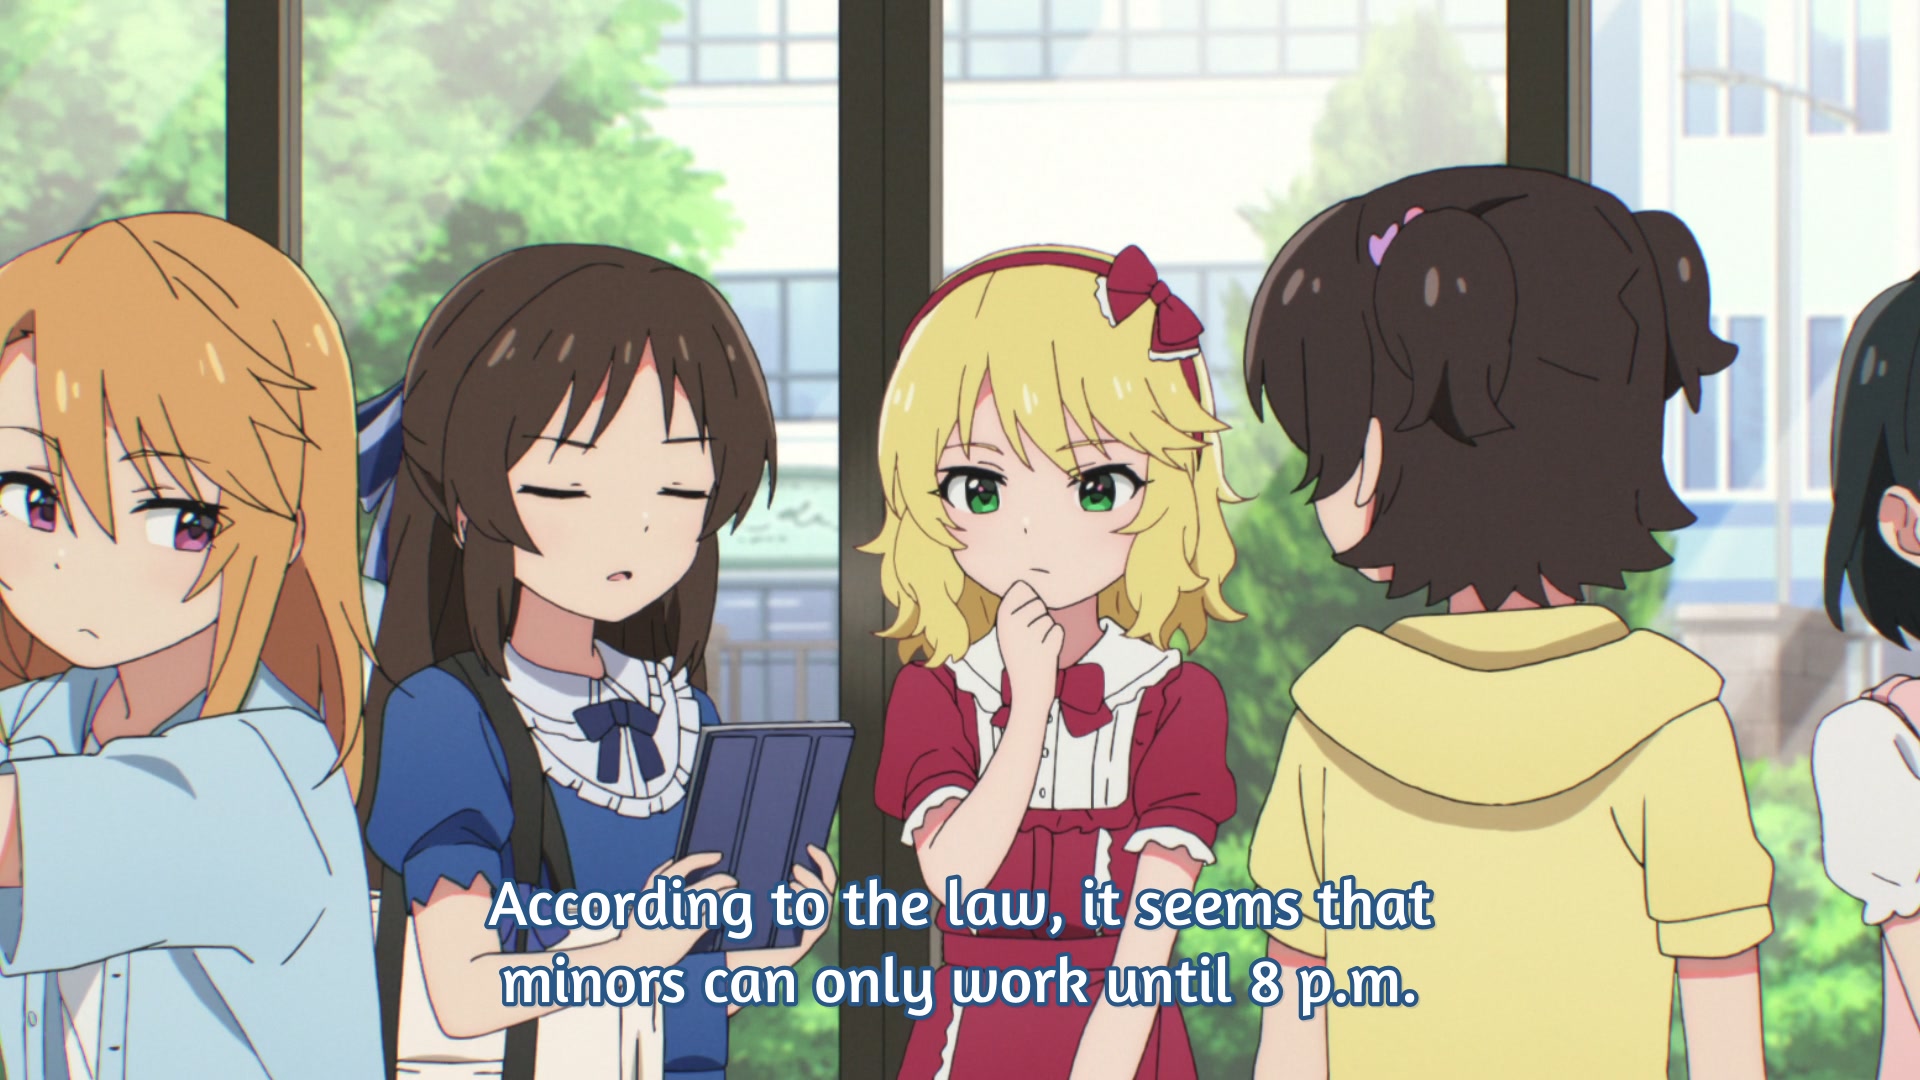 According to the law, it seems that
minors can only work until 8 p.m.